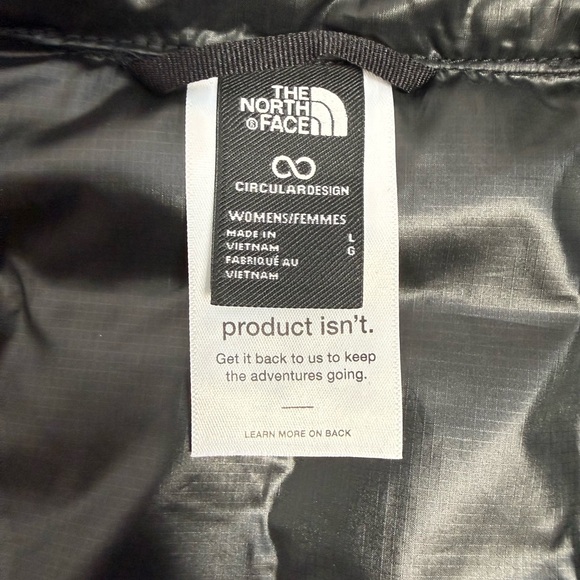 THE
NORTH
FACE
CIRCULARDESIGN
WOMENS/FEMMES
MADE IN
VIETNAM
L
FABRIQUÉ AU
VIETNAM
G
product isn't.
Get it back to us to keep
the adventures going.
LEARN MORE ON BACK